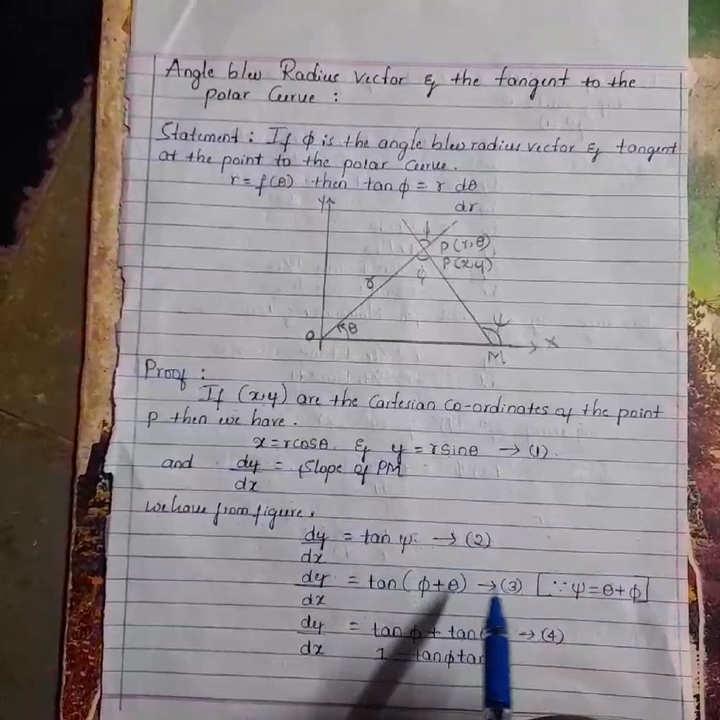 Angle b/w Radius vector & the tangent to the
polar Curve :
Statement : If ϕ is the angle b/w radius vector & tangent
at the point to the polar Curve.
r = f(θ) then tan ϕ = r dθ
dr
Y
ϕ
P(r, θ)
P(x,y)
ϕ
r
θ
ψ
O
M
X
Proof :
If (x,y) are the Cartesian Co-ordinates of the point
P then we have.
x = r cosθ & y = r sinθ → (1)
and dy = Slope of PM
dx
we have from figure,
dy = tan ψ → (2)
dx
dy = tan(ϕ+θ) → (3) [∵ ψ = θ + ϕ]
dx
dy = tan ϕ + tan → (4)
dx 1 - tanϕ tan